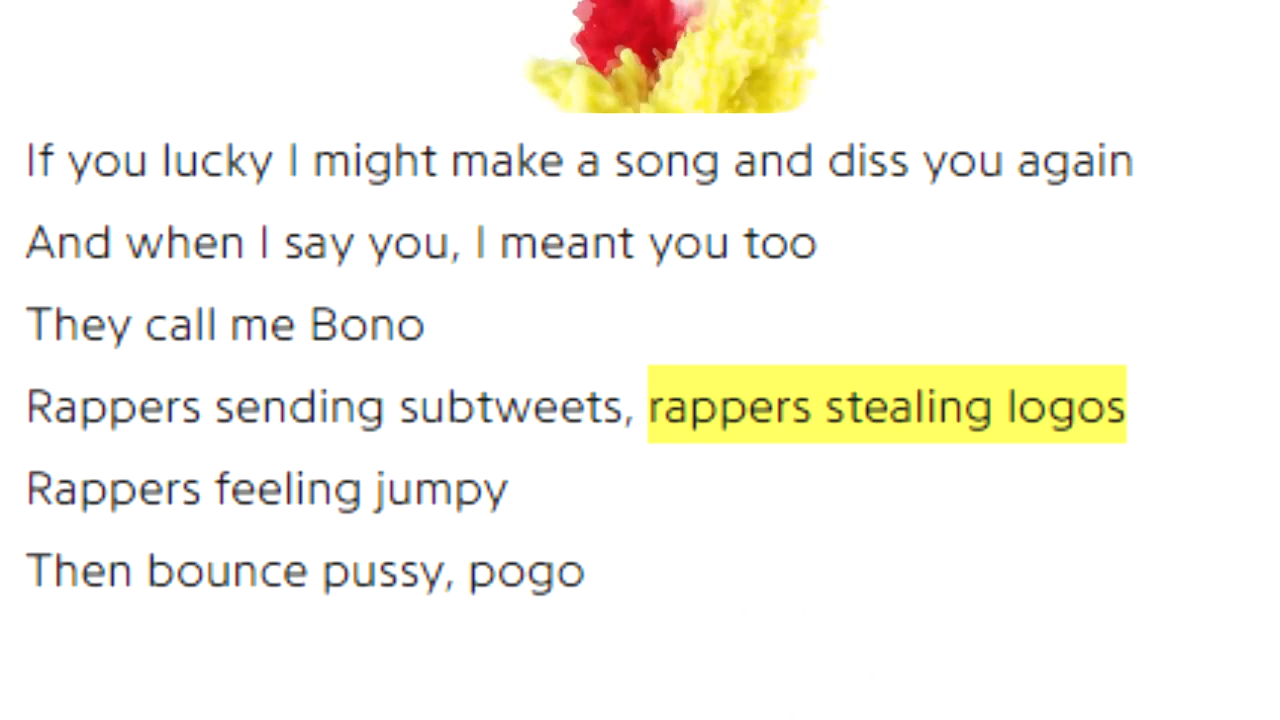 If you lucky I might make a song and diss you again
And when I say you, I meant you too
They call me Bono
Rappers sending subtweets, rappers stealing logos
Rappers feeling jumpy
Then bounce pussy, pogo